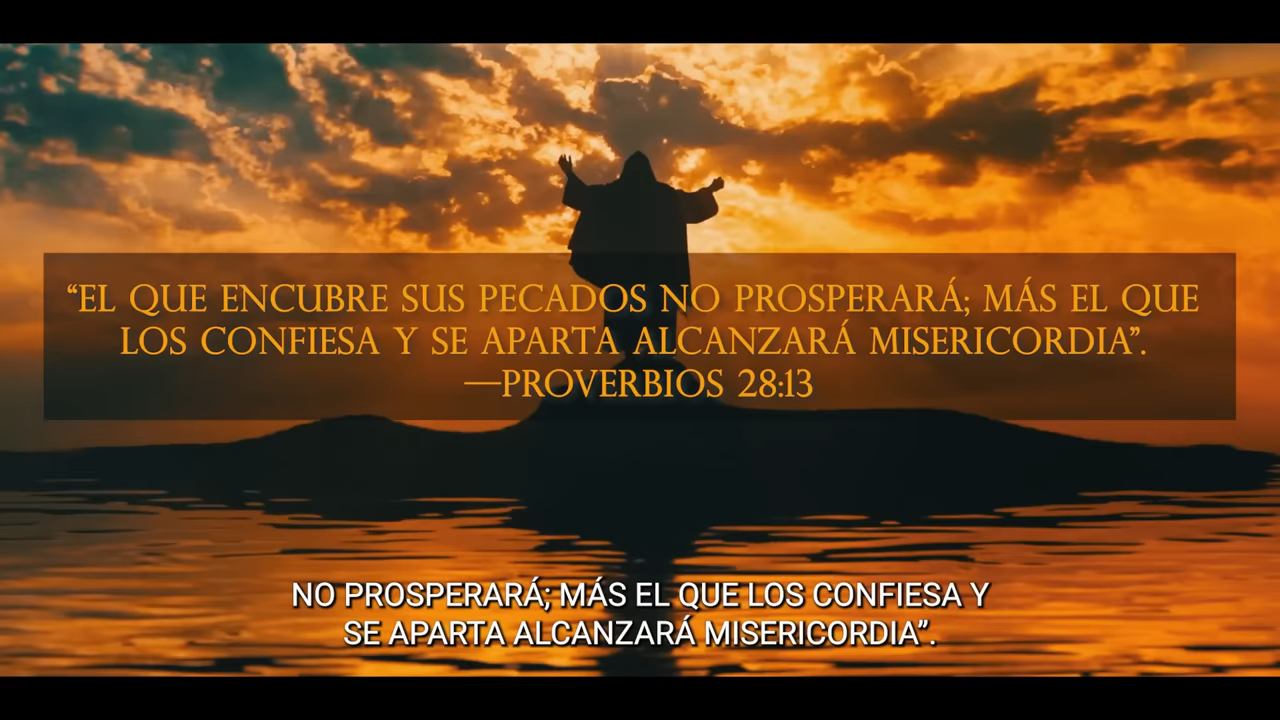 “EL QUE ENCUBRE SUS PECADOS NO PROSPERARÁ; MÁS EL QUE
LOS CONFIESA Y SE APARTA ALCANZARÁ MISERICORDIA”.
—PROVERBIOS 28:13
NO PROSPERARÁ; MÁS EL QUE LOS CONFIESA Y
SE APARTA ALCANZARÁ MISERICORDIA”.